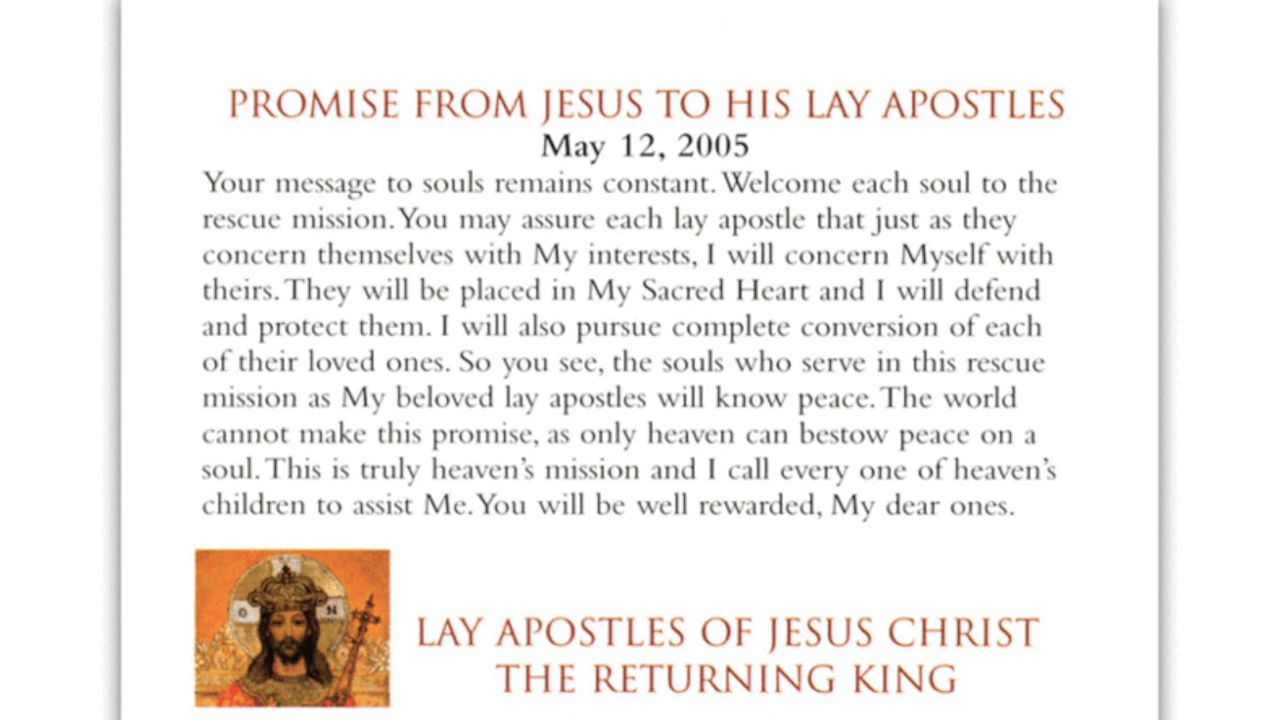 PROMISE FROM JESUS TO HIS LAY APOSTLES
May 12, 2005
Your message to souls remains constant. Welcome each soul to the
rescue mission. You may assure each lay apostle that just as they
concern themselves with My interests, I will concern Myself with
theirs. They will be placed in My Sacred Heart and I will defend
and protect them. I will also pursue complete conversion of each
of their loved ones. So you see, the souls who serve in this rescue
mission as My beloved lay apostles will know peace. The world
cannot make this promise, as only heaven can bestow peace on a
soul. This is truly heaven's mission and I call every one of heaven's
children to assist Me. You will be well rewarded, My dear ones.
O N
LAY APOSTLES OF JESUS CHRIST
THE RETURNING KING